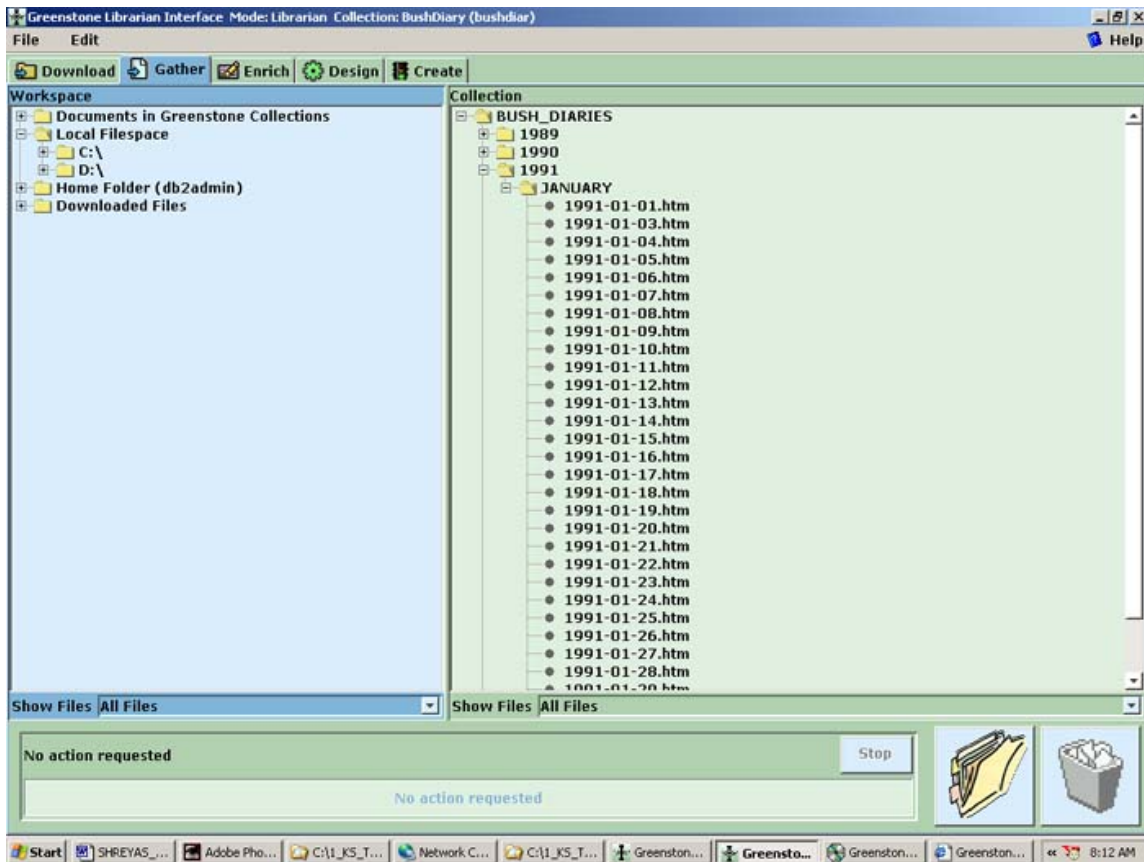 Greenstone Librarian Interface Mode: Librarian Collection: BushDiary (bushdiar)
File Edit Help
Download Gather Enrich Design Create
Workspace
Documents in Greenstone Collections
Local Filespace
C:\
D:\
Home Folder (db2admin)
Downloaded Files
Show Files All Files
Collection
BUSH_DIARIES
1989
1990
1991
JANUARY
1991-01-01.htm
1991-01-03.htm
1991-01-04.htm
1991-01-05.htm
1991-01-06.htm
1991-01-07.htm
1991-01-08.htm
1991-01-09.htm
1991-01-10.htm
1991-01-11.htm
1991-01-12.htm
1991-01-13.htm
1991-01-14.htm
1991-01-15.htm
1991-01-16.htm
1991-01-17.htm
1991-01-18.htm
1991-01-19.htm
1991-01-20.htm
1991-01-21.htm
1991-01-22.htm
1991-01-23.htm
1991-01-24.htm
1991-01-25.htm
1991-01-26.htm
1991-01-27.htm
1991-01-28.htm
Show Files All Files
No action requested Stop
No action requested
Start SHREYAS_... Adobe Pho... C:\1_KS_T... Network C... C:\1_KS_T... Greenston... Greensto... Greenston... Greenston... 8:12 AM